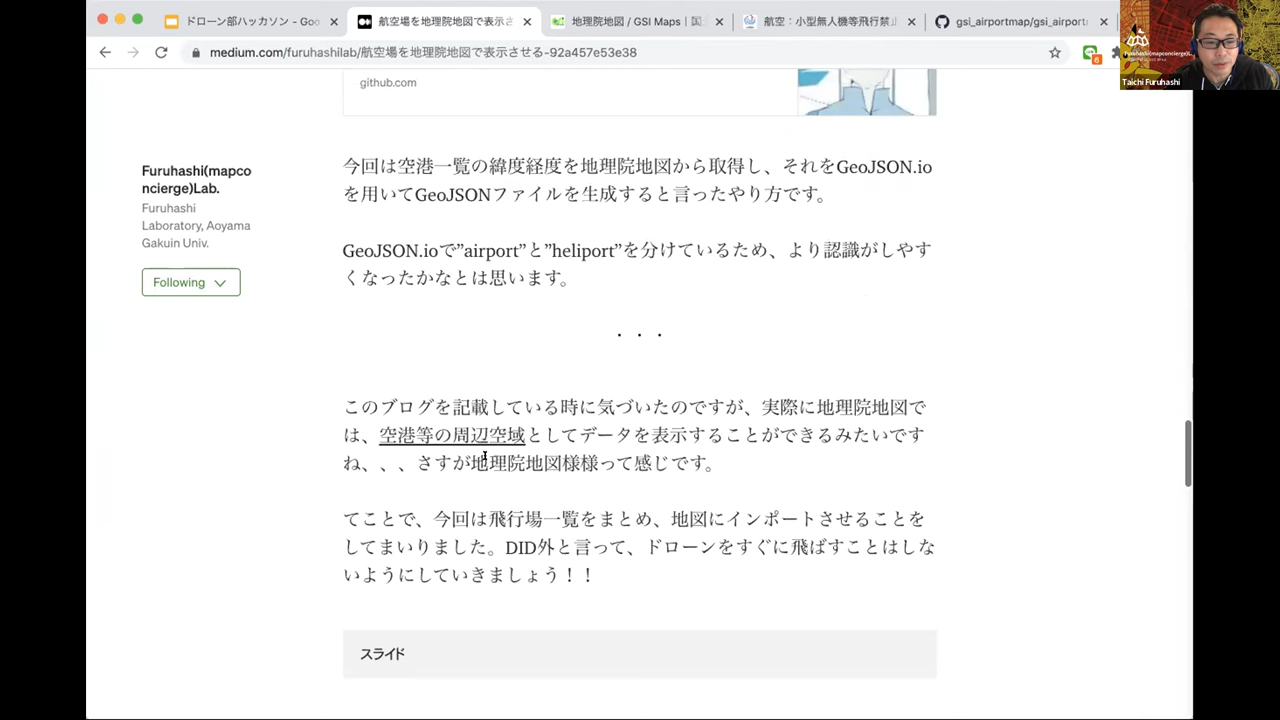 ドローン部ハッカソン - Goo
航空場を地理院地図で表示さ
地理院地図 / GSI Maps | 国
航空：小型無人機等飛行禁止
gsi_airportmap/gsi_airport
medium.com/furuhashilab/航空場を地理院地図で表示させる-92a457e53e38
6
Taichi Furuhashi
github.com
Furuhashi(mapco
ncierge)Lab.
Furuhashi
Laboratory, Aoyama
Gakuin Univ.
Following
今回は空港一覧の緯度経度を地理院地図から取得し、それをGeoJSON.io
を用いてGeoJSONファイルを生成すると言ったやり方です。
GeoJSON.ioで”airport”と”heliport”を分けているため、より認識がしやす
くなったかなとは思います。
. . .
このブログを記載している時に気づいたのですが、実際に地理院地図で
は、空港等の周辺空域としてデータを表示することができるみたいです
ね、、、さすが地理院地図様様って感じです。
てことで、今回は飛行場一覧をまとめ、地図にインポートさせることを
してまいりました。DID外と言って、ドローンをすぐに飛ばすことはしな
いようにしていきましょう！！
スライド